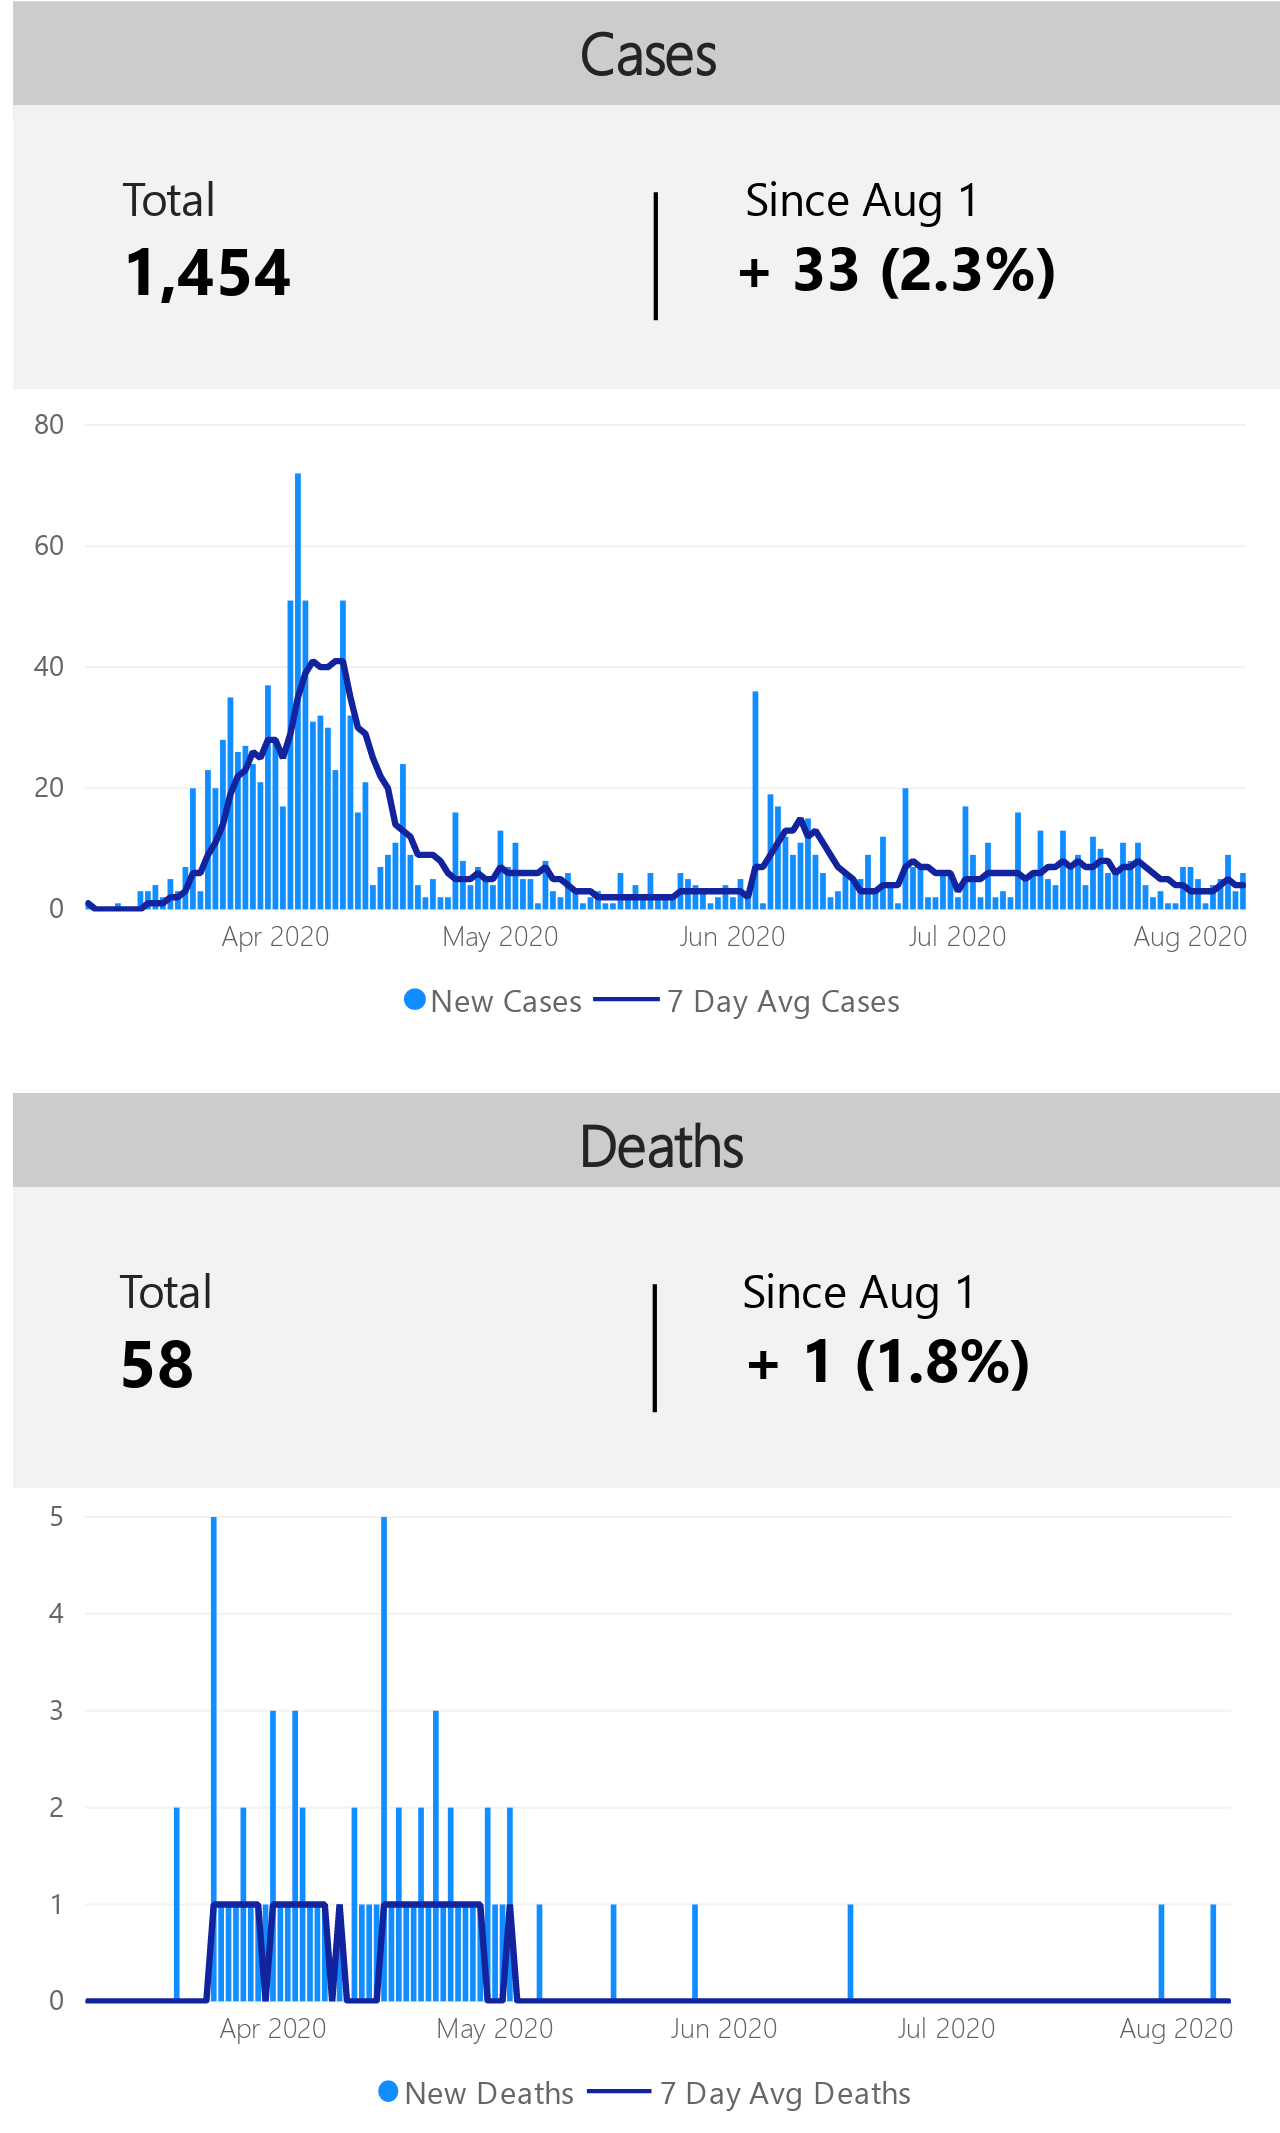 Cases
Total
Since Aug 1
1,454
+ 33 (2.3%)
80
60
40
20
0
Apr 2020
May 2020
Jun 2020
Jul 2020
Aug 2020
New Cases
7 Day Avg Cases
Deaths
Total
Since Aug 1
58
+ 1 (1.8%)
5
4
3
2
1
0
Apr 2020
May 2020
Jun 2020
Jul 2020
Aug 2020
New Deaths
7 Day Avg Deaths